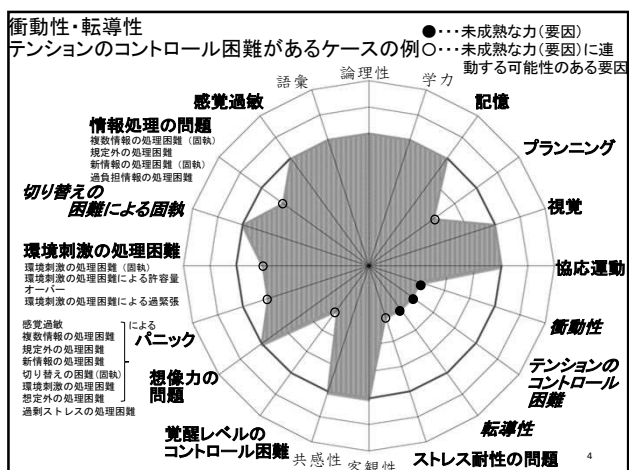 衝動性・転導性
テンションのコントロール困難があるケースの例
●・・・未成熟な力（要因）
○・・・未成熟な力（要因）に連
動する可能性のある要因
論理性
学力
記憶
プランニング
視覚
協応運動
衝動性
テンションの
コントロール
困難
転導性
ストレス耐性の問題
客観性
共感性
覚醒レベルの
コントロール困難
想像力の
問題
パニック
感覚過敏
複数情報の処理困難
規定外の処理困難
新情報の処理困難
切り替えの困難（固執）
環境刺激の処理困難
想定外の処理困難
過剰ストレスの処理困難
による
環境刺激の処理困難
環境刺激の処理困難（固執）
環境刺激の処理困難による許容量
オーバー
環境刺激の処理困難による過緊張
切り替えの
困難による固執
情報処理の問題
複数情報の処理困難（固執）
規定外の処理困難
新情報の処理困難（固執）
過負担情報の処理困難
感覚過敏
語彙
4